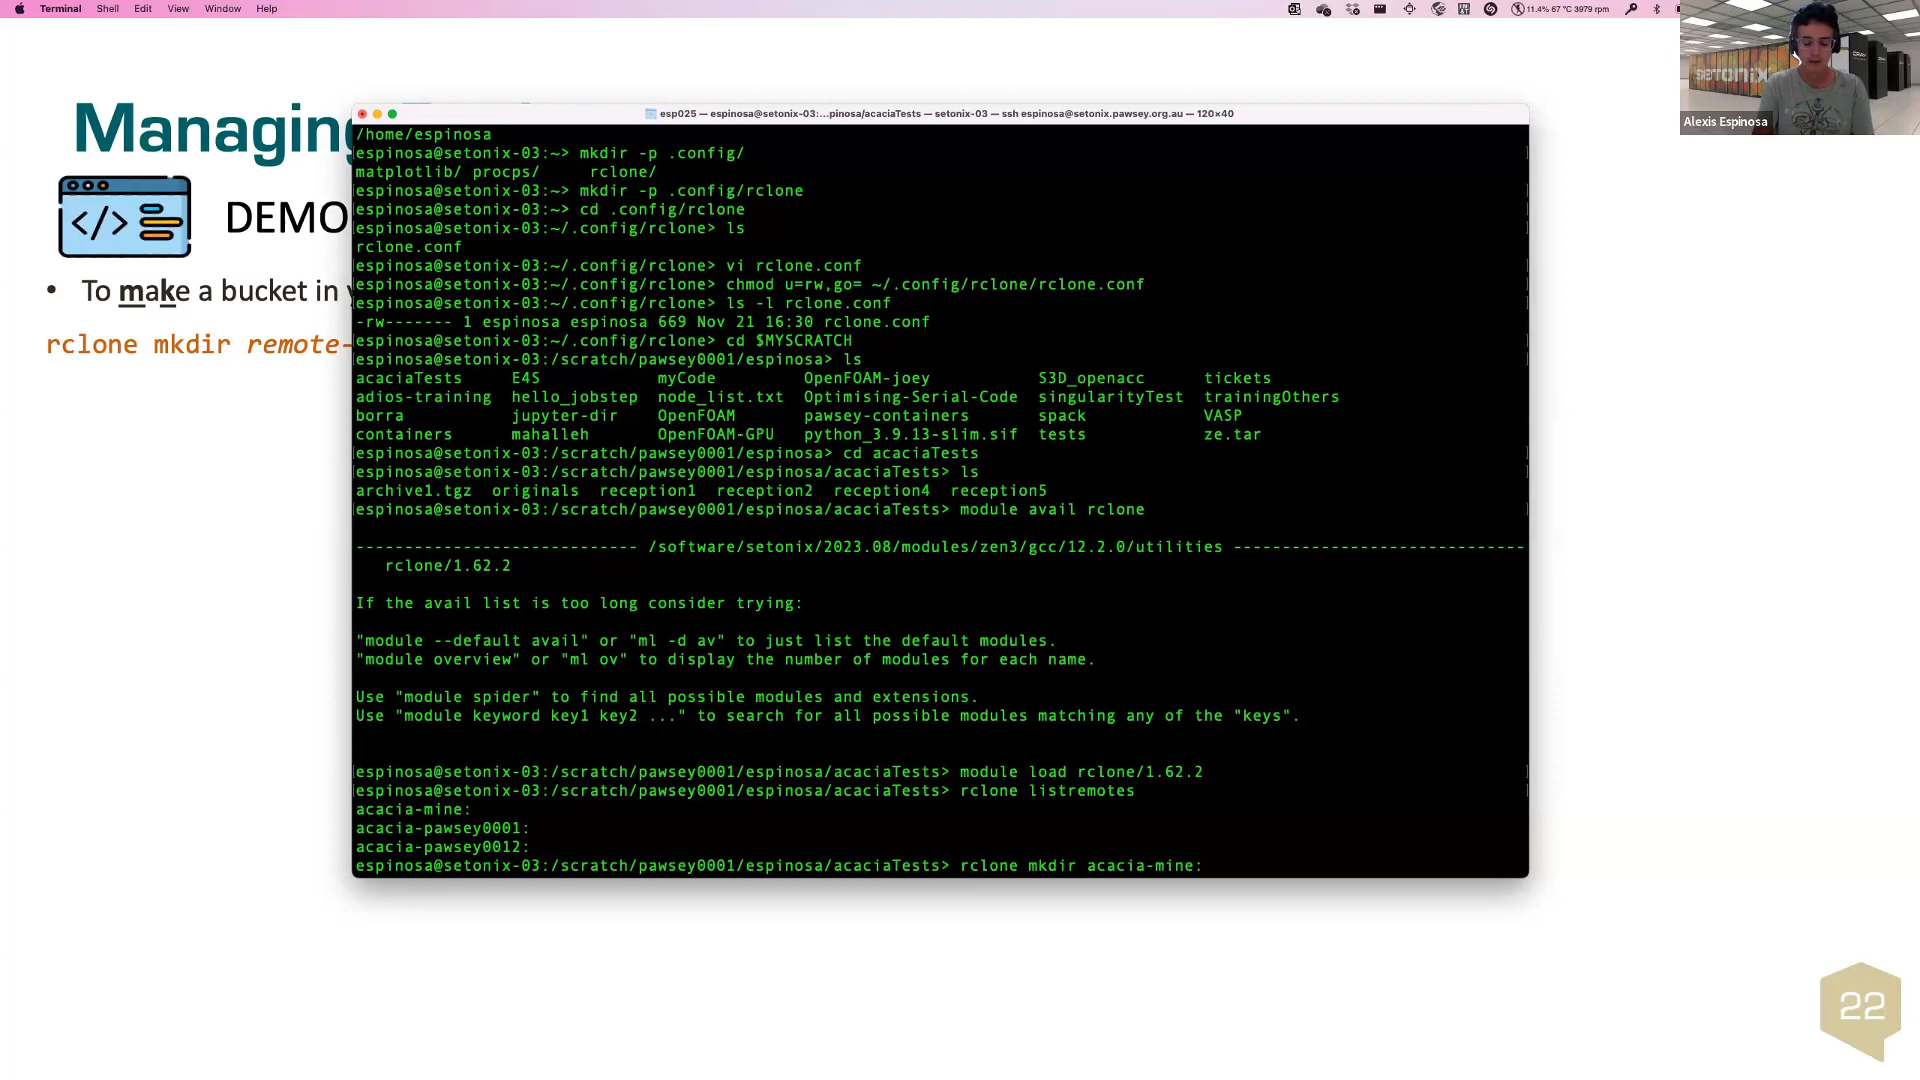 Terminal Shell Edit View Window Help
11.4% 67 °C 3979 rpm
setonix
CRAY
Alexis Espinosa
Managing
DEMO
</>
• To make a bucket in y
rclone mkdir remote-
esp025 — espinosa@setonix-03:...pinosa/acaciaTests — setonix-03 — ssh espinosa@setonix.pawsey.org.au — 120×40
/home/espinosa
espinosa@setonix-03:~> mkdir -p .config/
matplotlib/ procps/     rclone/
espinosa@setonix-03:~> mkdir -p .config/rclone
espinosa@setonix-03:~> cd .config/rclone
espinosa@setonix-03:~/.config/rclone> ls
rclone.conf
espinosa@setonix-03:~/.config/rclone> vi rclone.conf
espinosa@setonix-03:~/.config/rclone> chmod u=rw,go= ~/.config/rclone/rclone.conf
espinosa@setonix-03:~/.config/rclone> ls -l rclone.conf
-rw------- 1 espinosa espinosa 669 Nov 21 16:30 rclone.conf
espinosa@setonix-03:~/.config/rclone> cd $MYSCRATCH
espinosa@setonix-03:/scratch/pawsey0001/espinosa> ls
acaciaTests     E4S            myCode         OpenFOAM-joey           S3D_openacc      tickets
adios-training  hello_jobstep  node_list.txt  Optimising-Serial-Code  singularityTest  trainingOthers
borra           jupyter-dir    OpenFOAM       pawsey-containers       spack            VASP
containers      mahalleh       OpenFOAM-GPU   python_3.9.13-slim.sif  tests            ze.tar
espinosa@setonix-03:/scratch/pawsey0001/espinosa> cd acaciaTests
espinosa@setonix-03:/scratch/pawsey0001/espinosa/acaciaTests> ls
archive1.tgz  originals  reception1  reception2  reception4  reception5
espinosa@setonix-03:/scratch/pawsey0001/espinosa/acaciaTests> module avail rclone
----------------------------- /software/setonix/2023.08/modules/zen3/gcc/12.2.0/utilities ------------------------------
   rclone/1.62.2
If the avail list is too long consider trying:
"module --default avail" or "ml -d av" to just list the default modules.
"module overview" or "ml ov" to display the number of modules for each name.
Use "module spider" to find all possible modules and extensions.
Use "module keyword key1 key2 ..." to search for all possible modules matching any of the "keys".
espinosa@setonix-03:/scratch/pawsey0001/espinosa/acaciaTests> module load rclone/1.62.2
espinosa@setonix-03:/scratch/pawsey0001/espinosa/acaciaTests> rclone listremotes
acacia-mine:
acacia-pawsey0001:
acacia-pawsey0012:
espinosa@setonix-03:/scratch/pawsey0001/espinosa/acaciaTests> rclone mkdir acacia-mine:
22